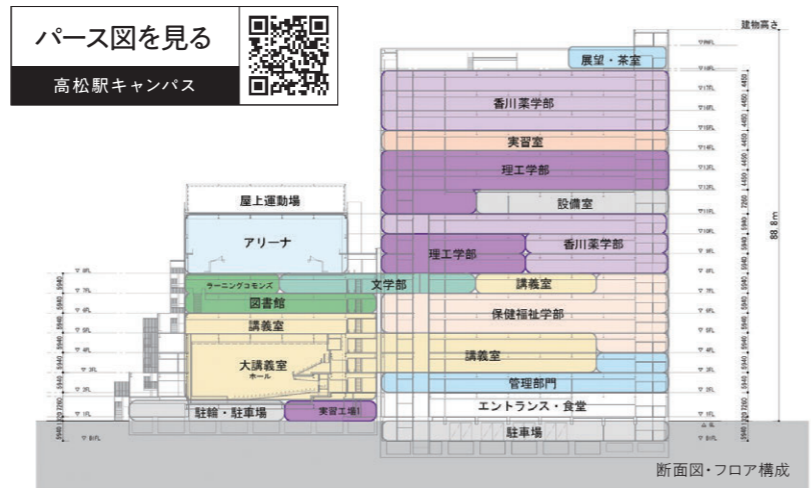 パース図を見る
高松駅キャンパス
建物高さ
展望・茶室
香川薬学部
実習室
理工学部
設備室
屋上運動場
アリーナ
理工学部
香川薬学部
ラーニングコモンズ
文学部
講義室
図書館
講義室
保健福祉学部
講義室
大講義室
ホール
管理部門
駐輪・駐車場
実習工場1
エントランス・食堂
駐車場
88.8m
断面図・フロア構成